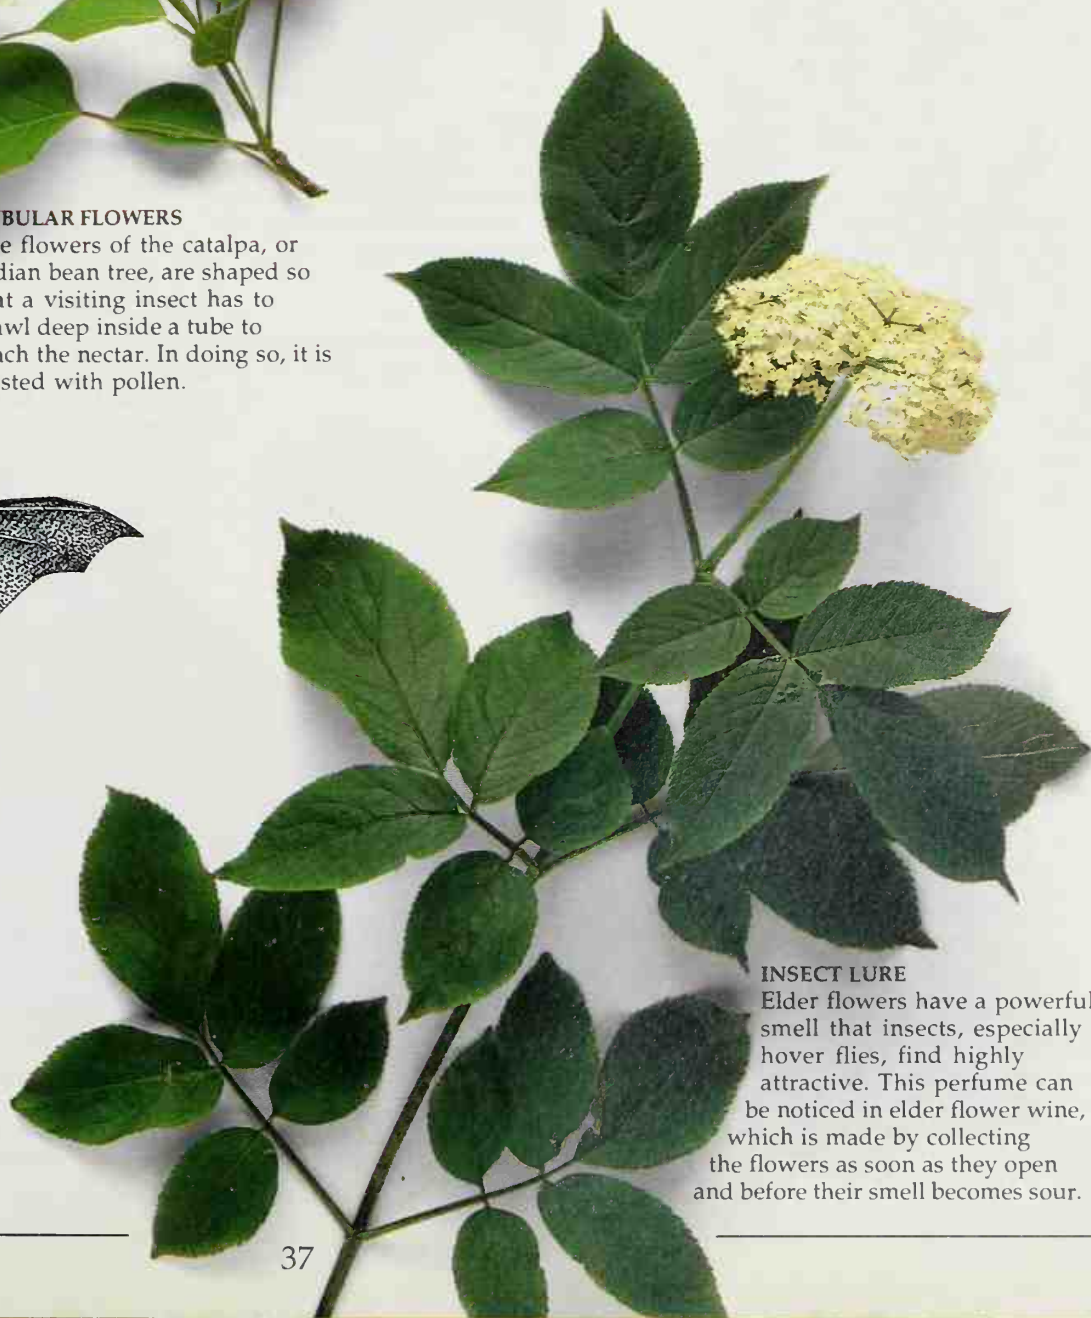 BULAR FLOWERS
e flowers of the catalpa, or
dian bean tree, are shaped so
at a visiting insect has to
awl deep inside a tube to
ach the nectar. In doing so, it is
sted with pollen.
INSECT LURE
Elder flowers have a powerful
smell that insects, especially
hover flies, find highly
attractive. This perfume can
be noticed in elder flower wine,
which is made by collecting
the flowers as soon as they open
and before their smell becomes sour.
37